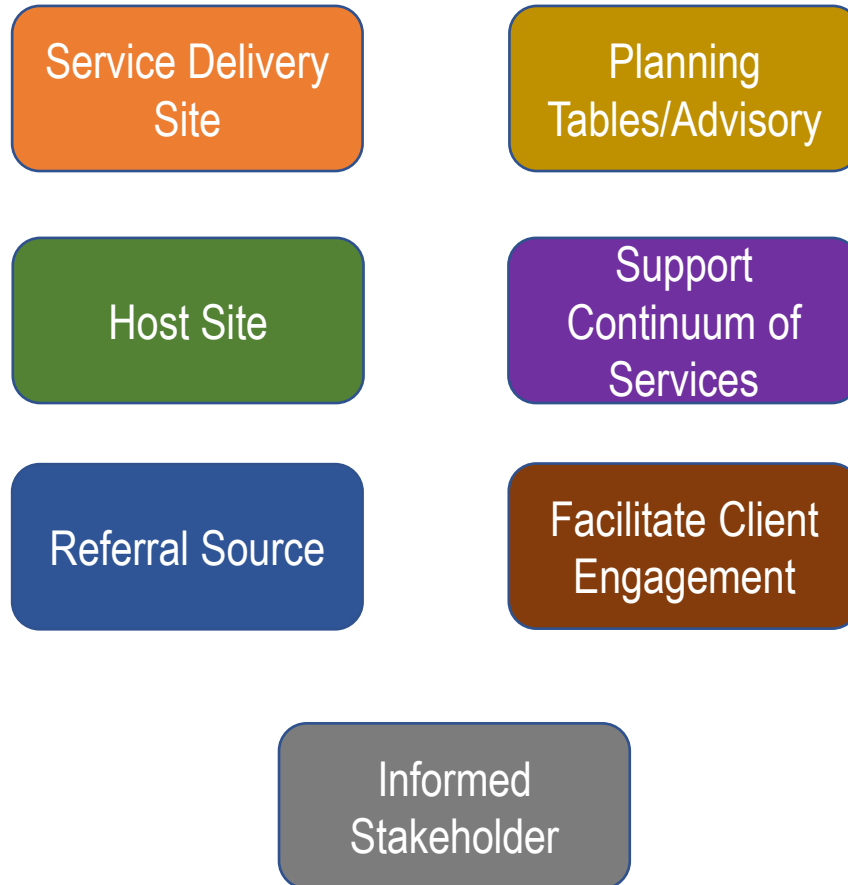 Service Delivery
Site
Planning
Tables/Advisory
Host Site
Support
Continuum of
Services
Referral Source
Facilitate Client
Engagement
Informed
Stakeholder